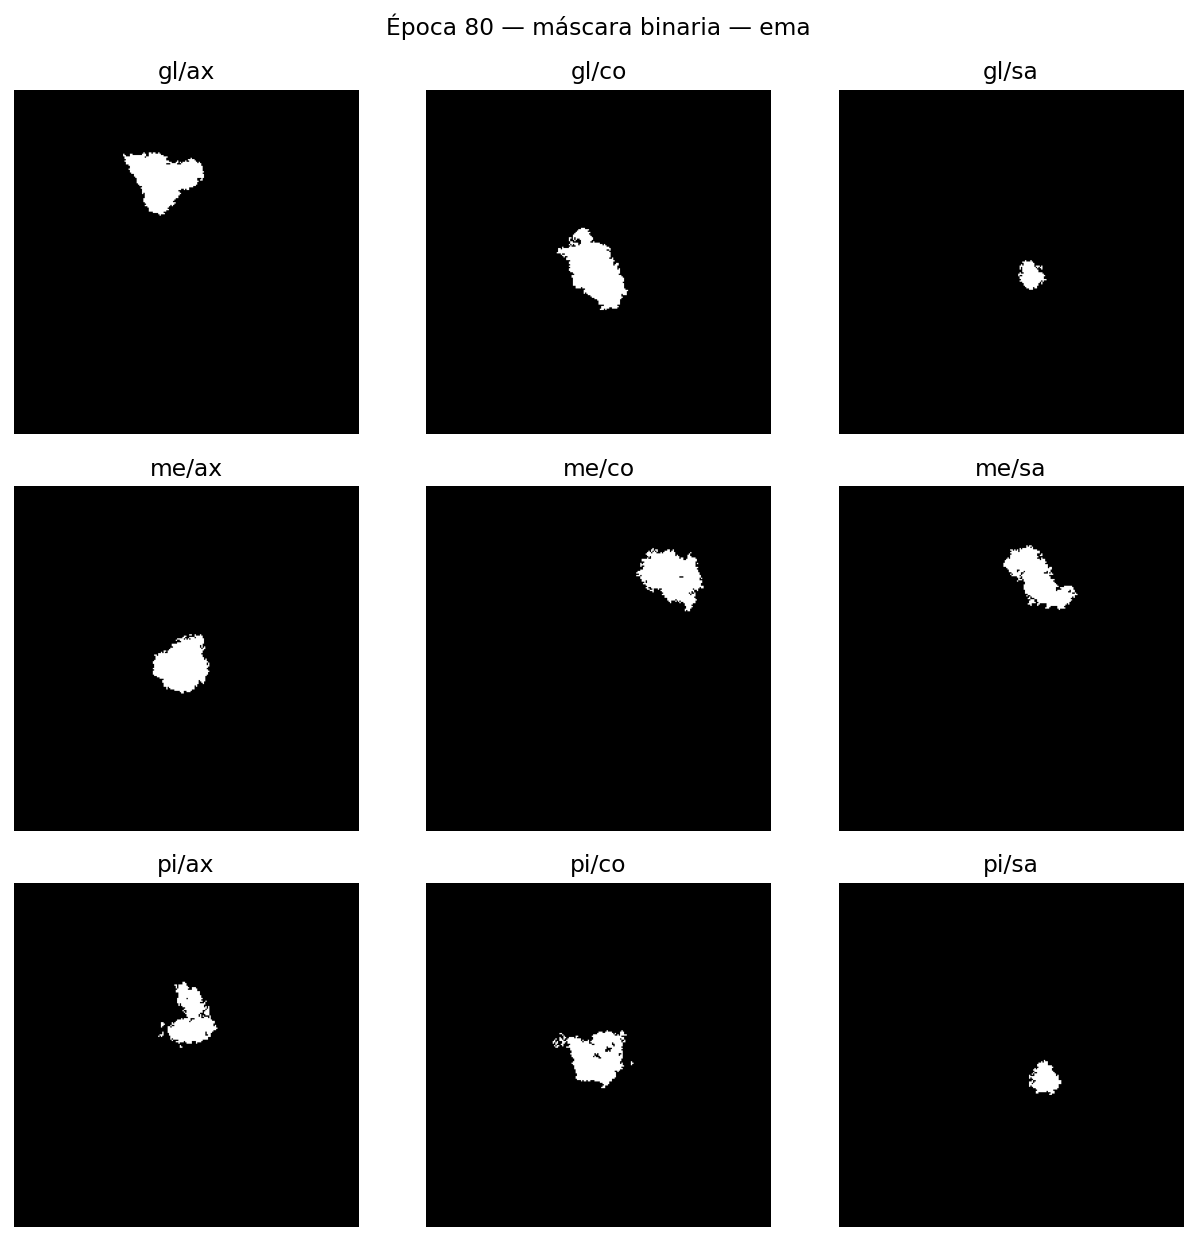 Época 80 — máscara binaria — ema
gl/ax
gl/co
gl/sa
me/ax
me/co
me/sa
pi/ax
pi/co
pi/sa